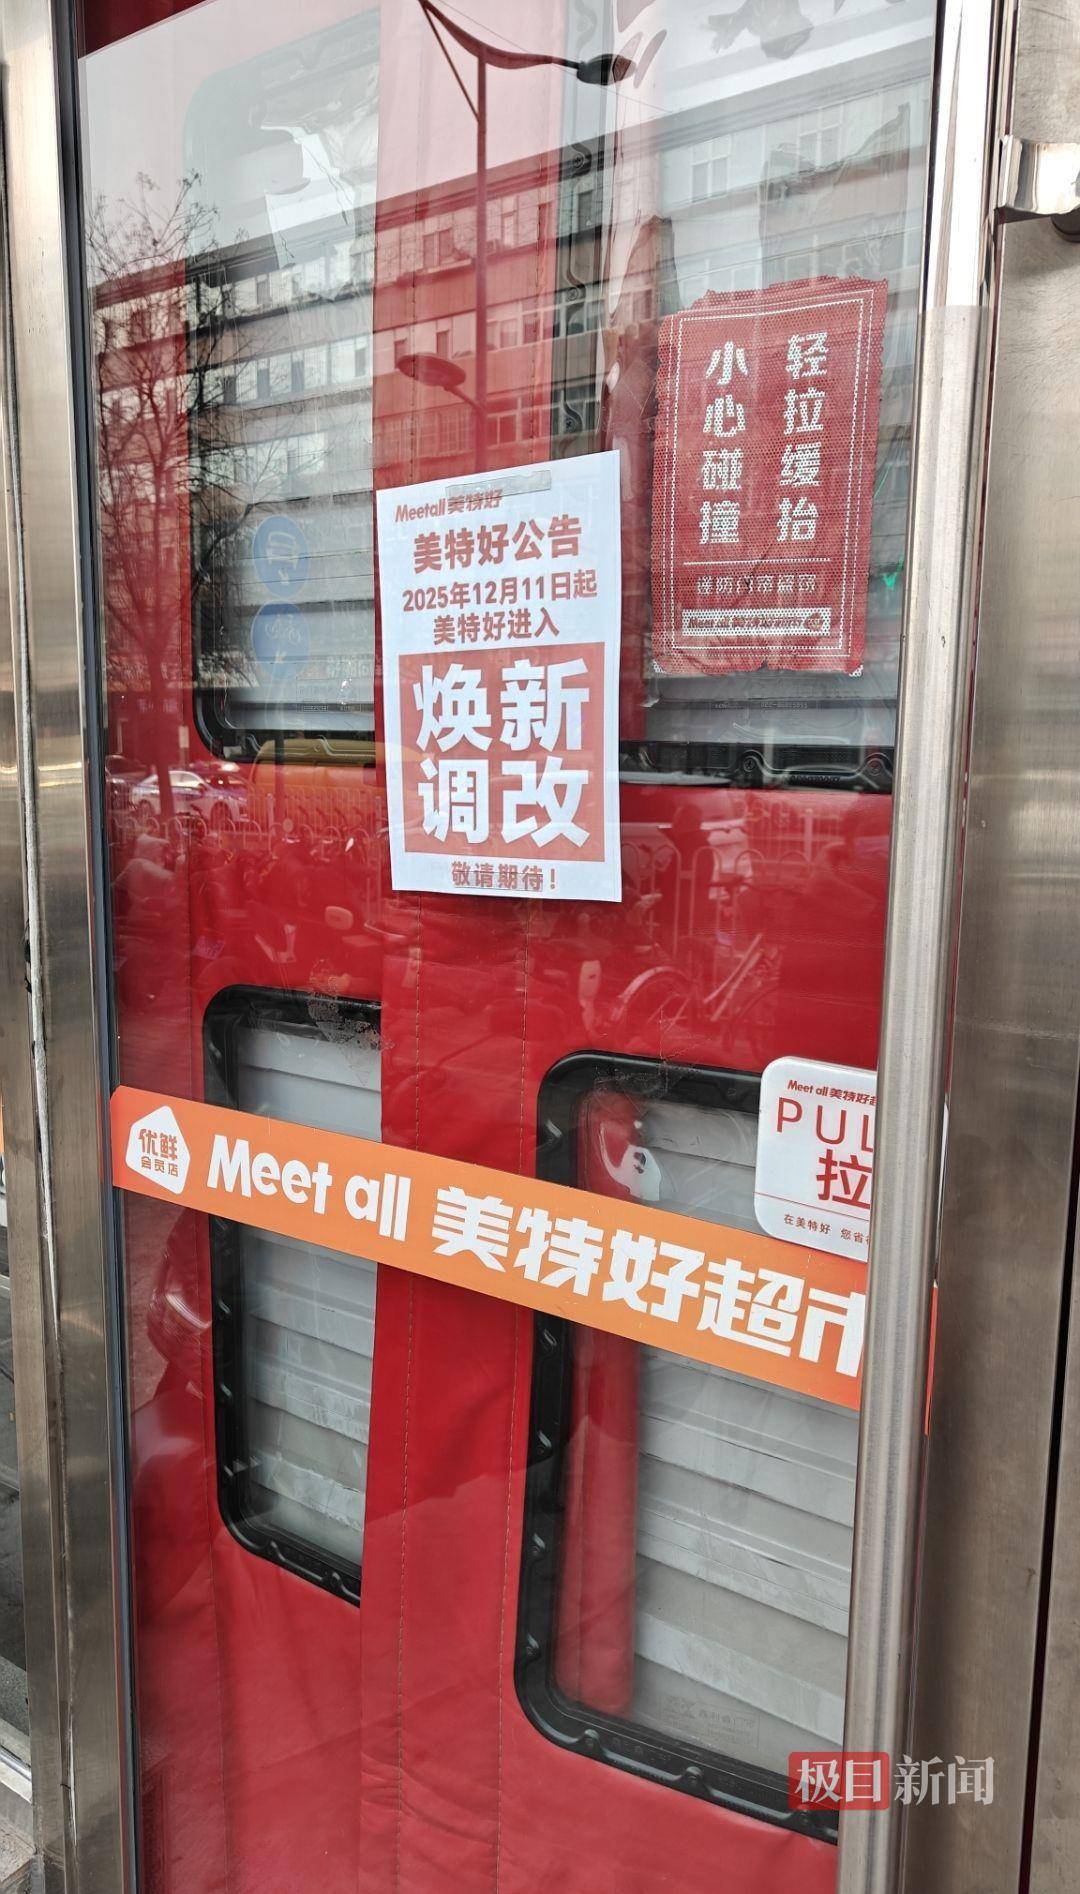 轻拉缓抬
小心碰撞
Meetall 美特好
美特好公告
2025年12月11日起
美特好进入
焕新
调改
敬请期待！
优鲜
会员店
Meet all 美特好超市
Meet all 美特好
PUL
拉
在美特好 您省
极目新闻